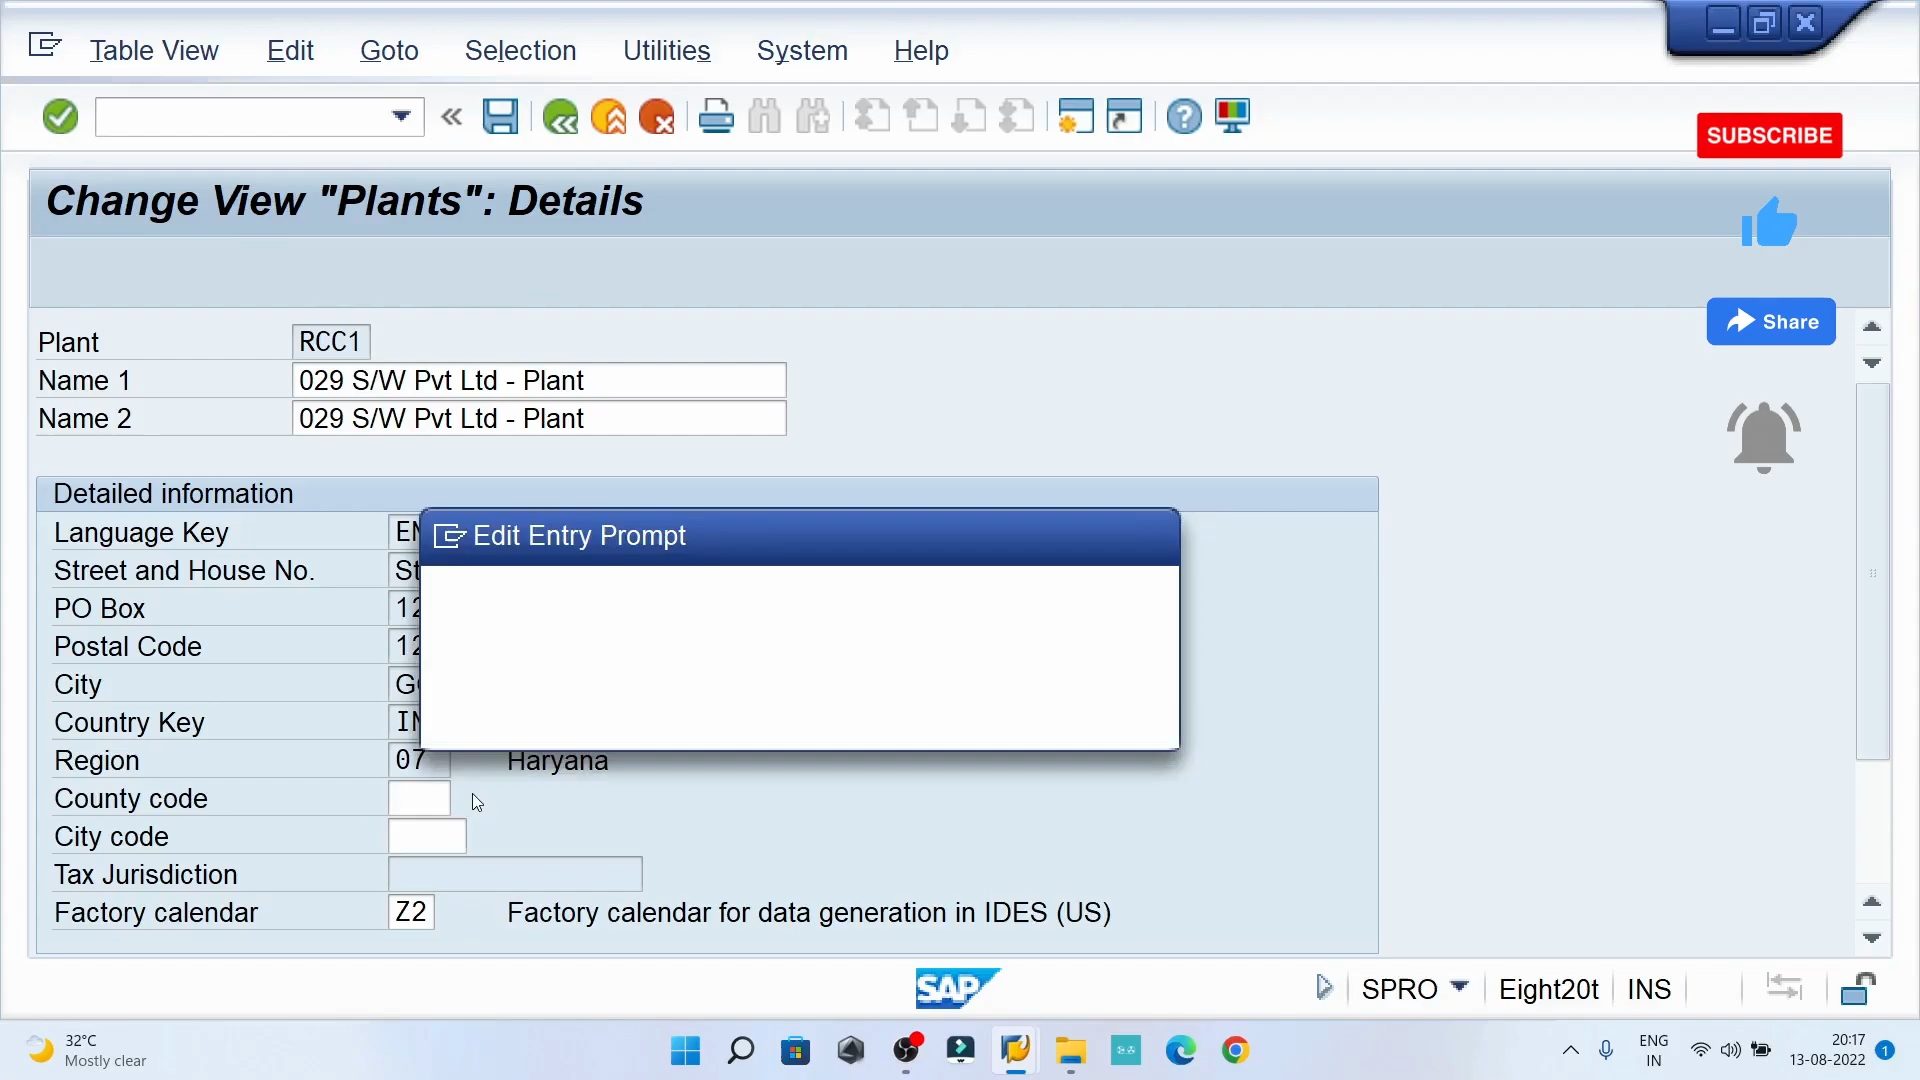 Table View Edit Goto Selection Utilities System Help
SUBSCRIBE
Change View "Plants": Details
Share
Plant RCC1
Name 1 029 S/W Pvt Ltd - Plant
Name 2 029 S/W Pvt Ltd - Plant
Detailed information
Language Key
Edit Entry Prompt
Street and House No. St
PO Box 12
Postal Code 12
City
Country Key
Region 07 Haryana
County code
City code
Tax Jurisdiction
Factory calendar Z2 Factory calendar for data generation in IDES (US)
SAP SPRO Eight20t INS
32°C
Mostly clear
ENG
IN
20:17
13-08-2022
1